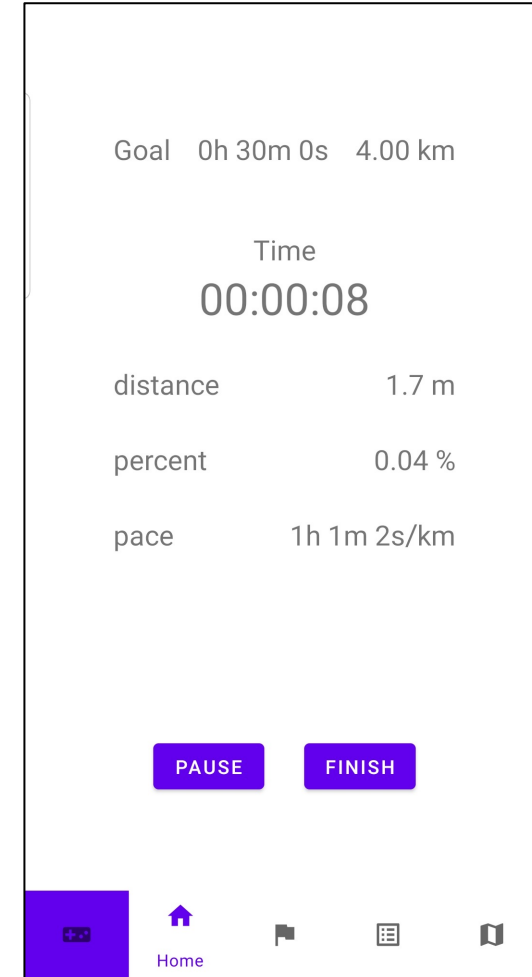 Goal 0h 30m 0s 4.00 km
Time
00:00:08
distance 1.7 m
percent 0.04 %
pace 1h 1m 2s/km
PAUSE FINISH
Home